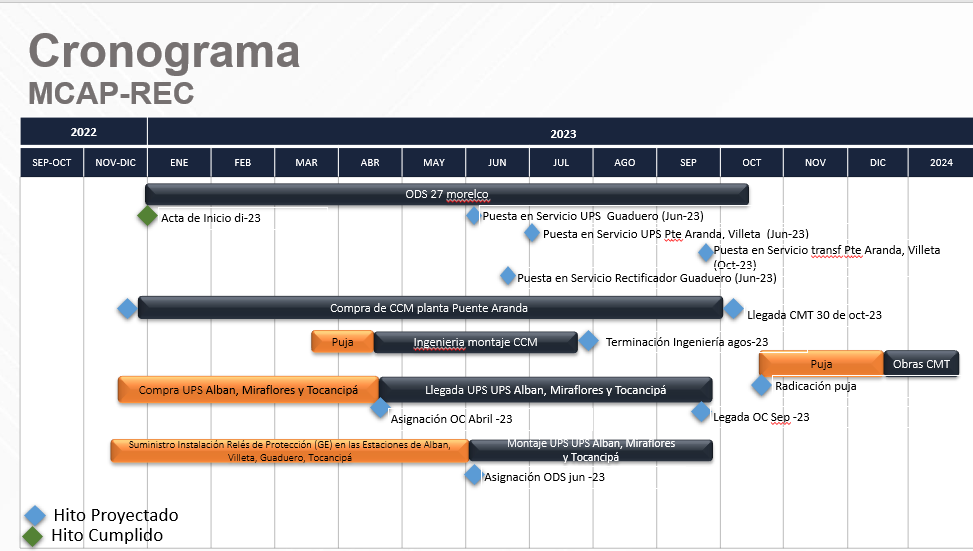 Cronograma
MCAP-REC
2022
2023
SEP-OCT
NOV-DIC
ENE
FEB
MAR
ABR
MAY
JUN
JUL
AGO
SEP
OCT
NOV
DIC
2024
ODS 27 morelco
Acta de Inicio di-23
Puesta en Servicio UPS Guaduero (Jun-23)
Puesta en Servicio UPS Pte Aranda, Villeta (Jun-23)
Puesta en Servicio transf Pte Aranda, Villeta
(Oct-23)
Puesta en Servicio Rectificador Guaduero (Jun-23)
Compra de CCM planta Puente Aranda
Llegada CMT 30 de oct-23
Puja
Ingenieria montaje CCM
Terminación Ingeniería agos-23
Puja
Obras CMT
Radicación puja
Compra UPS Alban, Miraflores y Tocancipá
Llegada UPS UPS Alban, Miraflores y Tocancipá
Asignación OC Abril -23
Legada OC Sep -23
Suministro Instalación Relés de Protección (GE) en las Estaciones de Alban,
Villeta, Guaduero, Tocancipá
Montaje UPS UPS Alban, Miraflores
y Tocancipá
Asignación ODS jun -23
Hito Proyectado
Hito Cumplido